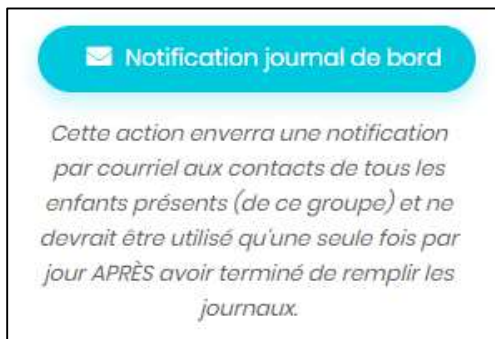 Notification journal de bord
Cette action enverra une notification
par courriel aux contacts de tous les
enfants présents (de ce groupe) et ne
devrait être utilisé qu'une seule fois par
jour APRÈS avoir terminé de remplir les
journaux.